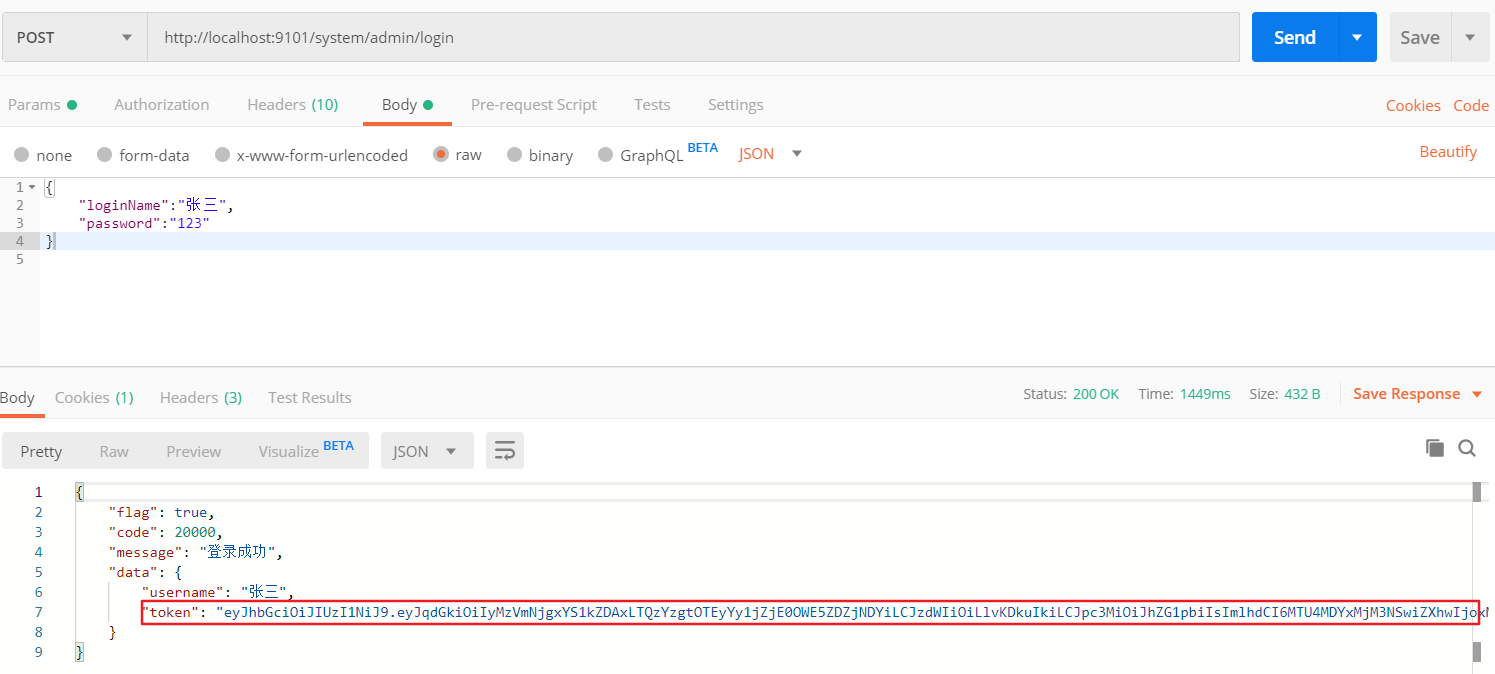 POST http://localhost:9101/system/admin/login Send Save
Params Authorization Headers (10) Body Pre-request Script Tests Settings Cookies Code
none form-data x-www-form-urlencoded raw binary GraphQL BETA JSON Beautify
1 {
2 "loginName":"张三",
3 "password":"123"
4 }
5
Body Cookies (1) Headers (3) Test Results Status: 200 OK Time: 1449ms Size: 432 B Save Response
Pretty Raw Preview Visualize BETA JSON
1 {
2 "flag": true,
3 "code": 20000,
4 "message": "登录成功",
5 "data": {
6 "username": "张三",
7 "token": "eyJhbGciOiJIUzI1NiJ9.eyJqdGkiOiIyMzVmNjgxYS1kZDAxLTQzYzgtOTEyYy1jZjE0OWE5ZDZjNDYiLCJzdWIiOiLlvKDkuIkiLCJpc3MiOiJhZG1pbiIsImlhdCI6MTU4MDYxMjM3NSwiZXhwIjox
8 }
9 }